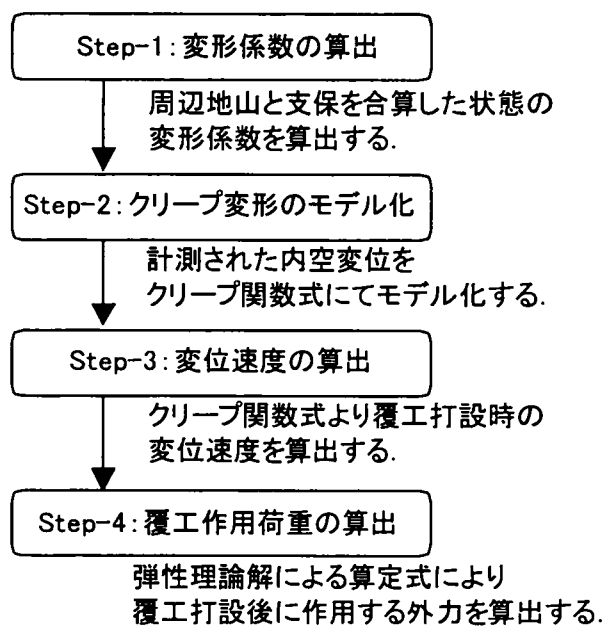 Step-1:変形係数の算出
周辺地山と支保を合算した状態の
変形係数を算出する.
Step-2:クリープ変形のモデル化
計測された内空変位を
クリープ関数式にてモデル化する.
Step-3:変位速度の算出
クリープ関数式より覆工打設時の
変位速度を算出する.
Step-4:覆工作用荷重の算出
弾性理論解による算定式により
覆工打設後に作用する外力を算出する.